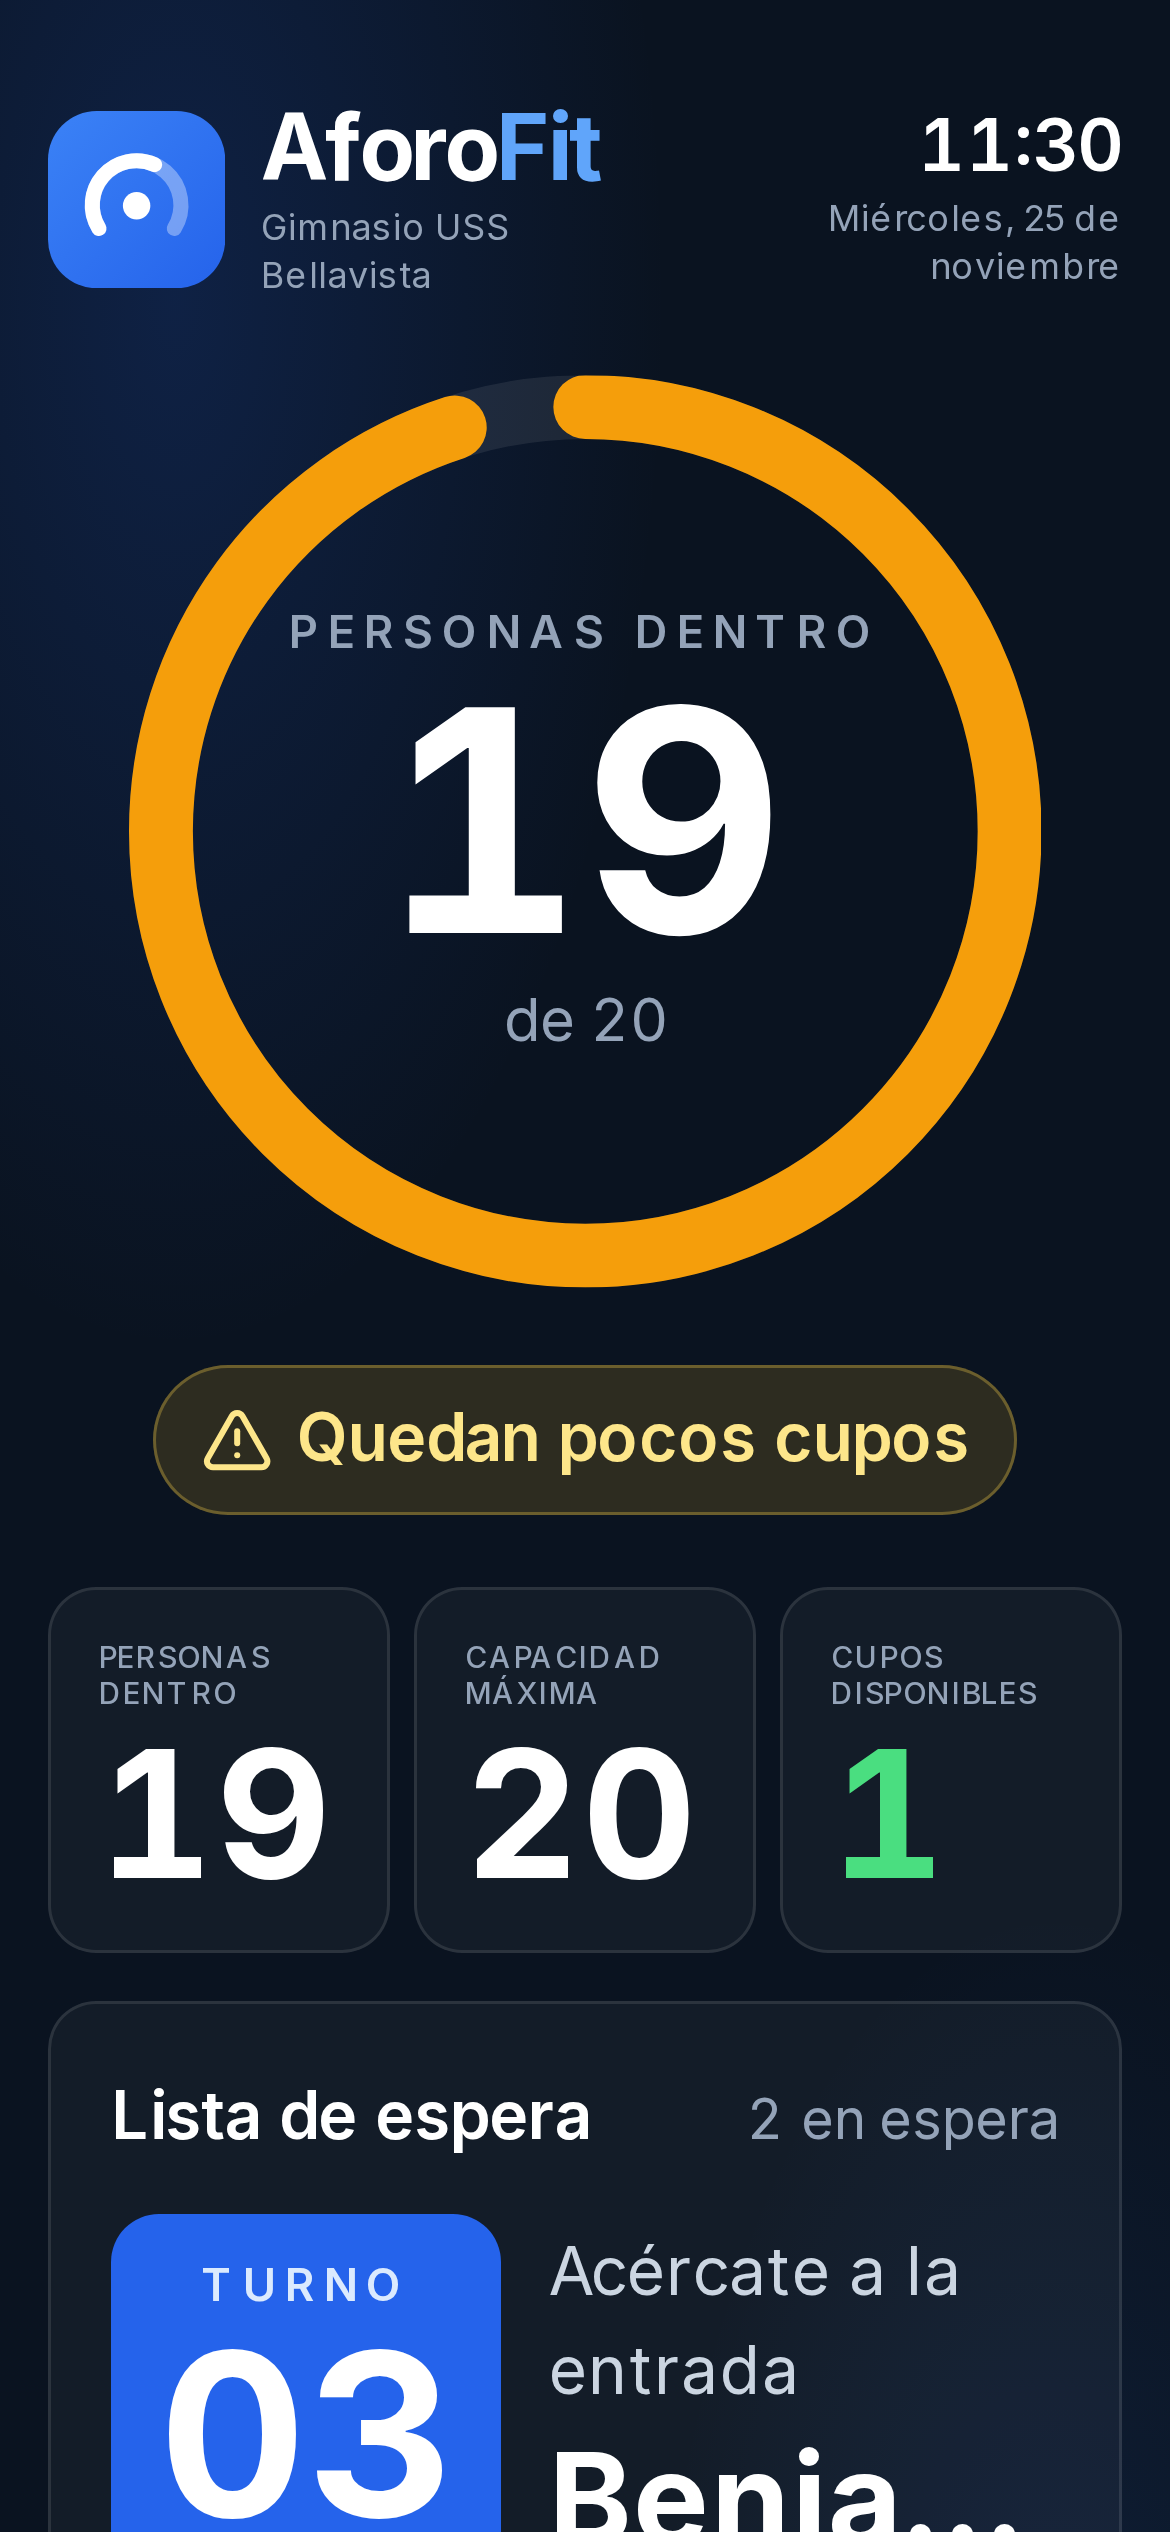 AforoFit
Gimnasio USS
Bellavista
11:30
Miércoles, 25 de
noviembre
PERSONAS DENTRO
19
de 20
Quedan pocos cupos
PERSONAS
DENTRO
19
CAPACIDAD
MÁXIMA
20
CUPOS
DISPONIBLES
1
Lista de espera
2 en espera
TURNO
03
Acércate a la
entrada
Benja...